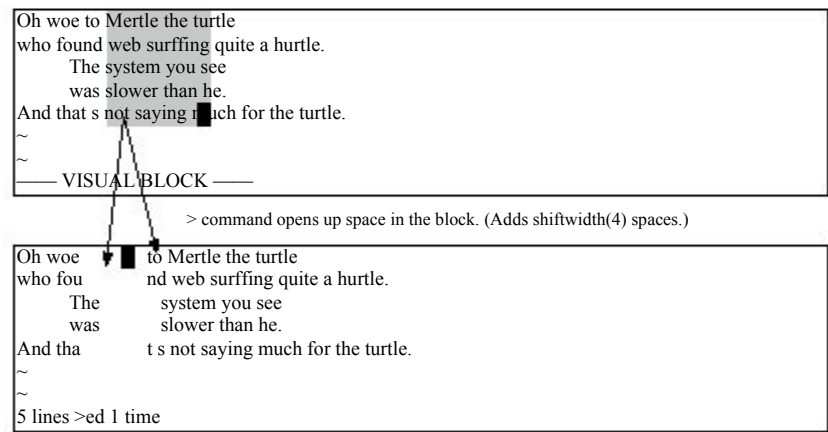 Oh woe to Mertle the turtle
who found web surffing quite a hurtle.
The system you see
was slower than he.
And that s not saying much for the turtle.
~
~
—— VISUAL BLOCK ——
> command opens up space in the block. (Adds shiftwidth(4) spaces.)
Oh woe to Mertle the turtle
who fou nd web surffing quite a hurtle.
The system you see
was slower than he.
And tha t s not saying much for the turtle.
~
~
5 lines >ed 1 time